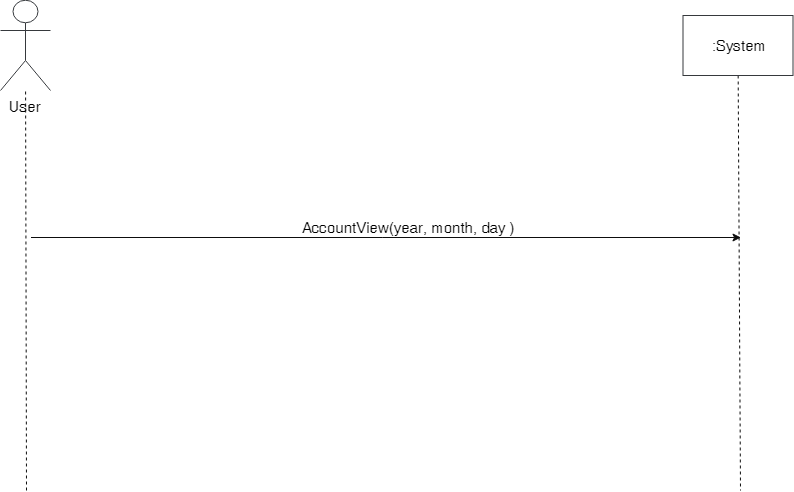 :System
User
AccountView(year, month, day )